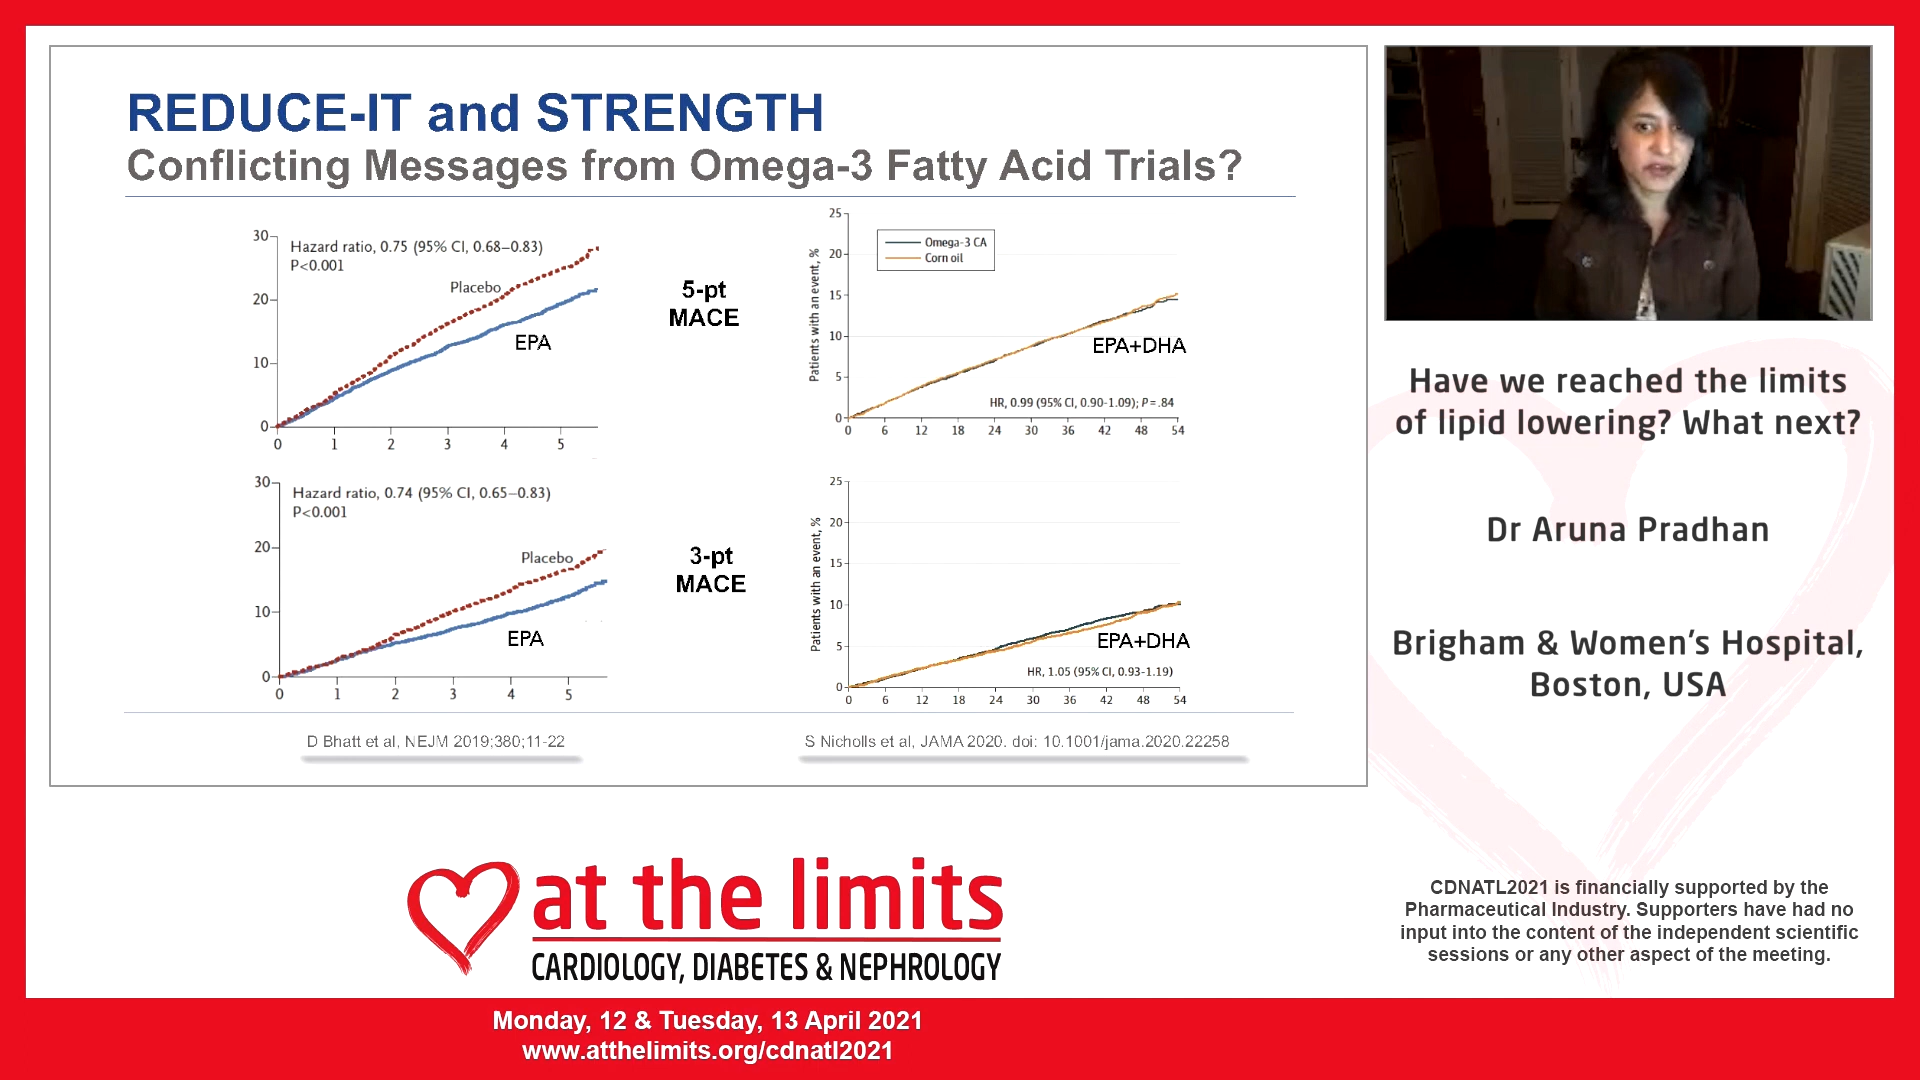 REDUCE-IT and STRENGTH
Conflicting Messages from Omega-3 Fatty Acid Trials?
30
20
10
0
Hazard ratio, 0.75 (95% CI, 0.68–0.83)
P<0.001
Placebo
EPA
0 1 2 3 4 5
5-pt
MACE
Patients with an event, %
25
20
15
10
5
0
Omega-3 CA
Corn oil
EPA+DHA
HR, 0.99 (95% CI, 0.90-1.09); P = .84
0 6 12 18 24 30 36 42 48 54
30
20
10
0
Hazard ratio, 0.74 (95% CI, 0.65–0.83)
P<0.001
Placebo
EPA
0 1 2 3 4 5
3-pt
MACE
Patients with an event, %
25
20
15
10
5
0
EPA+DHA
HR, 1.05 (95% CI, 0.93-1.19)
0 6 12 18 24 30 36 42 48 54
D Bhatt et al, NEJM 2019;380;11-22
S Nicholls et al, JAMA 2020. doi: 10.1001/jama.2020.22258
Have we reached the limits
of lipid lowering? What next?
Dr Aruna Pradhan
Brigham & Women's Hospital,
Boston, USA
CDNATL2021 is financially supported by the
Pharmaceutical Industry. Supporters have had no
input into the content of the independent scientific
sessions or any other aspect of the meeting.
at the limits
CARDIOLOGY, DIABETES & NEPHROLOGY
Monday, 12 & Tuesday, 13 April 2021
www.atthelimits.org/cdnatl2021